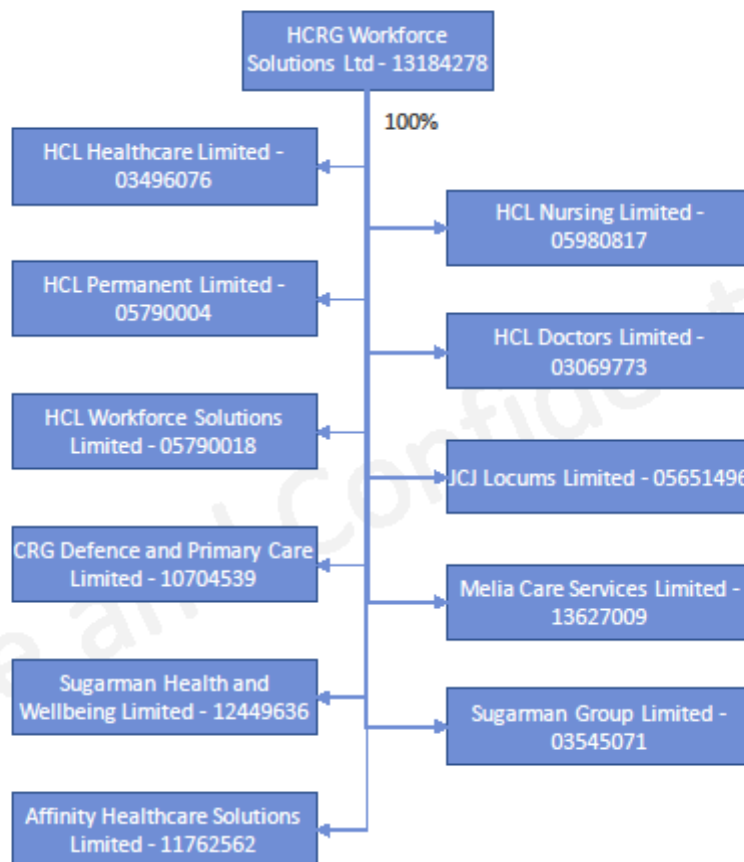 HCRG Workforce
Solutions Ltd - 13184278
100%
HCL Healthcare Limited -
03496076
HCL Nursing Limited -
05980817
HCL Permanent Limited -
05790004
HCL Doctors Limited -
03069773
HCL Workforce Solutions
Limited - 05790018
JCJ Locums Limited - 05651496
CRG Defence and Primary Care
Limited - 10704539
Melia Care Services Limited -
13627009
Sugarman Health and
Wellbeing Limited - 12449636
Sugarman Group Limited -
03545071
Affinity Healthcare Solutions
Limited - 11762562